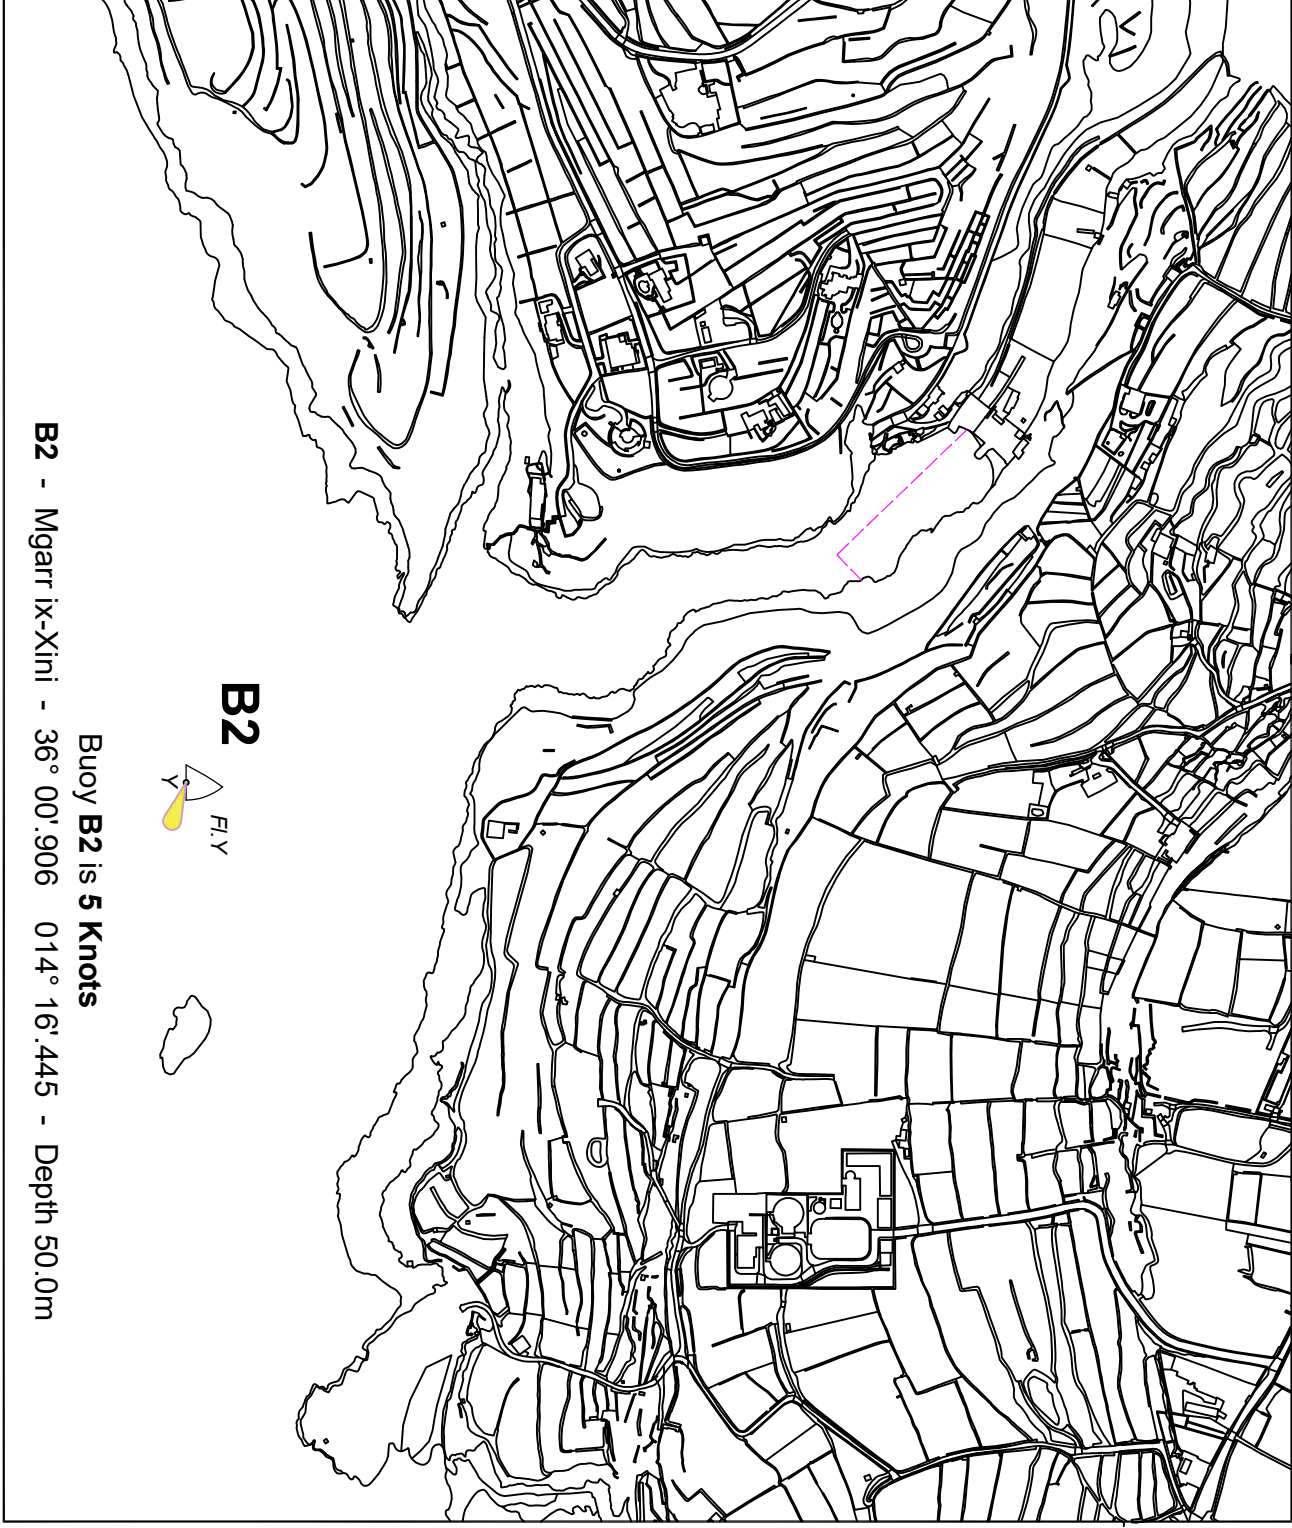 B2
Fl.Y
Y
Buoy B2 is 5 Knots
B2 - Mgarr ix-Xini - 36° 00'.906 014° 16'.445 - Depth 50.0m